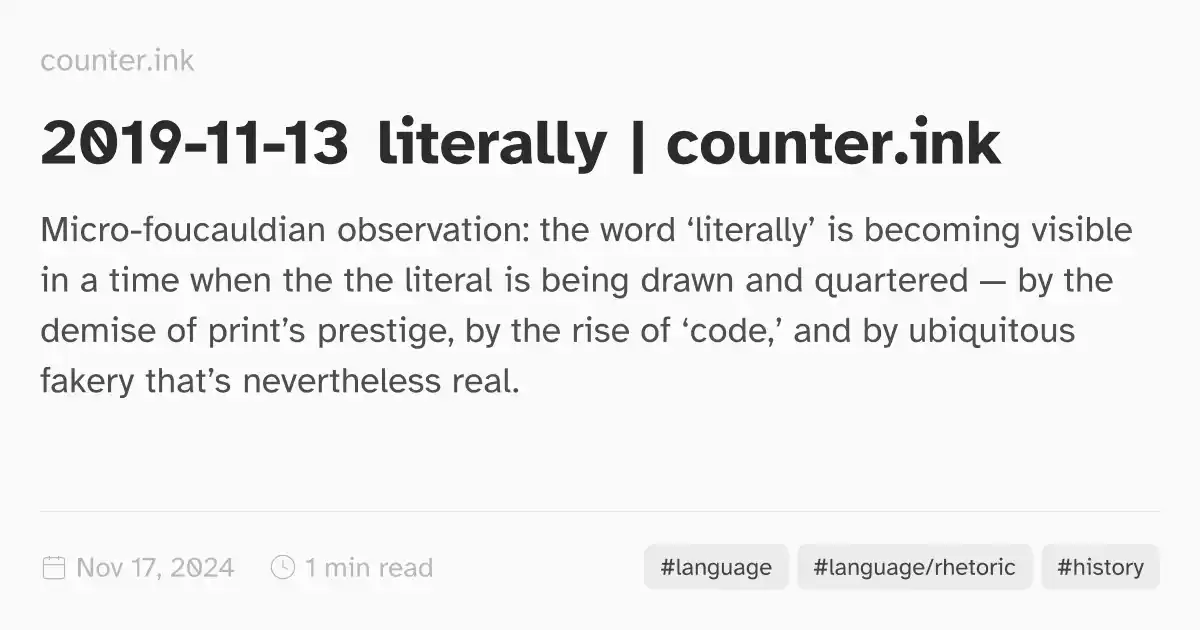 counter.ink
2019-11-13 literally | counter.ink
Micro-foucauldian observation: the word ‘literally’ is becoming visible
in a time when the the literal is being drawn and quartered — by the
demise of print’s prestige, by the rise of ‘code,’ and by ubiquitous
fakery that’s nevertheless real.
Nov 17, 2024 1 min read #language #language/rhetoric #history